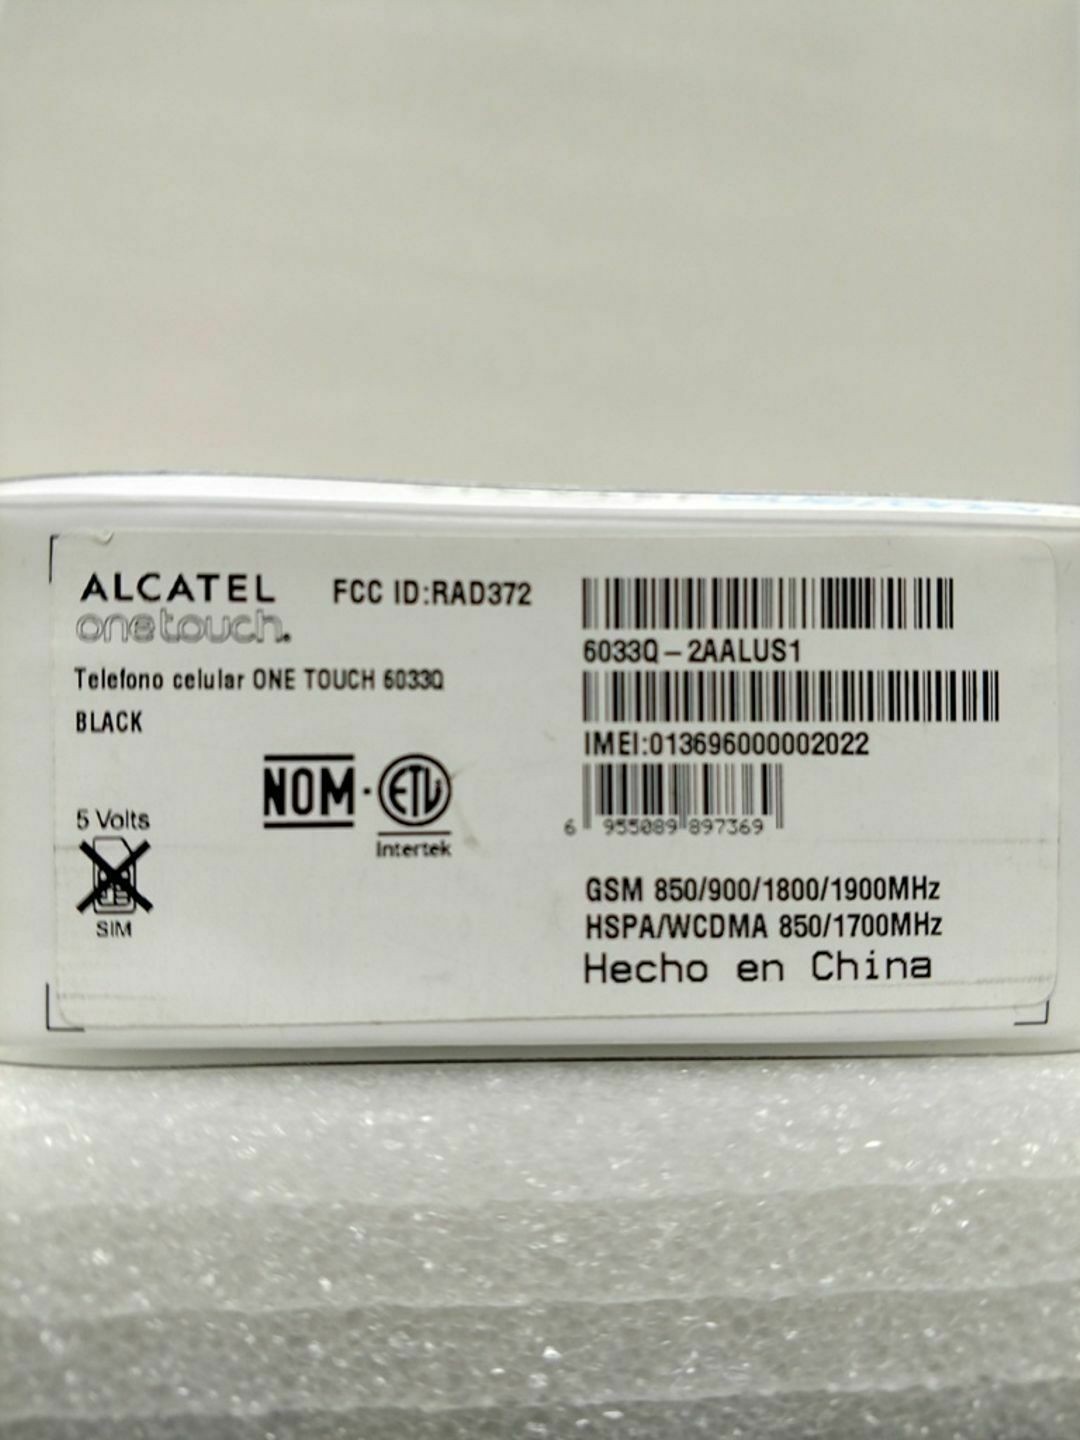 ALCATEL
onetouch.
FCC ID:RAD372
Telefono celular ONE TOUCH 6033Q
BLACK
NOM-ETL
Intertek
5 Volts
SIM
6033Q-2AALUS1
IMEI:013696000002022
6 955089 897369
GSM 850/900/1800/1900MHz
HSPA/WCDMA 850/1700MHz
Hecho en China